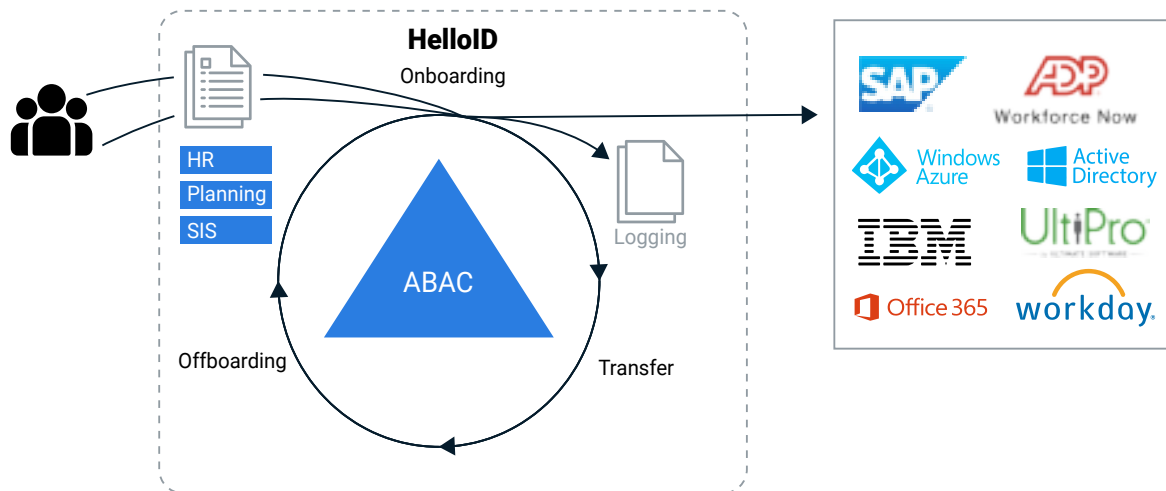 HelloID
Onboarding
HR
Planning
SIS
Logging
ABAC
Offboarding
Transfer
SAP
ADP
Workforce Now
Windows
Azure
Active
Directory
IBM
UltiPro
Office 365
workday.